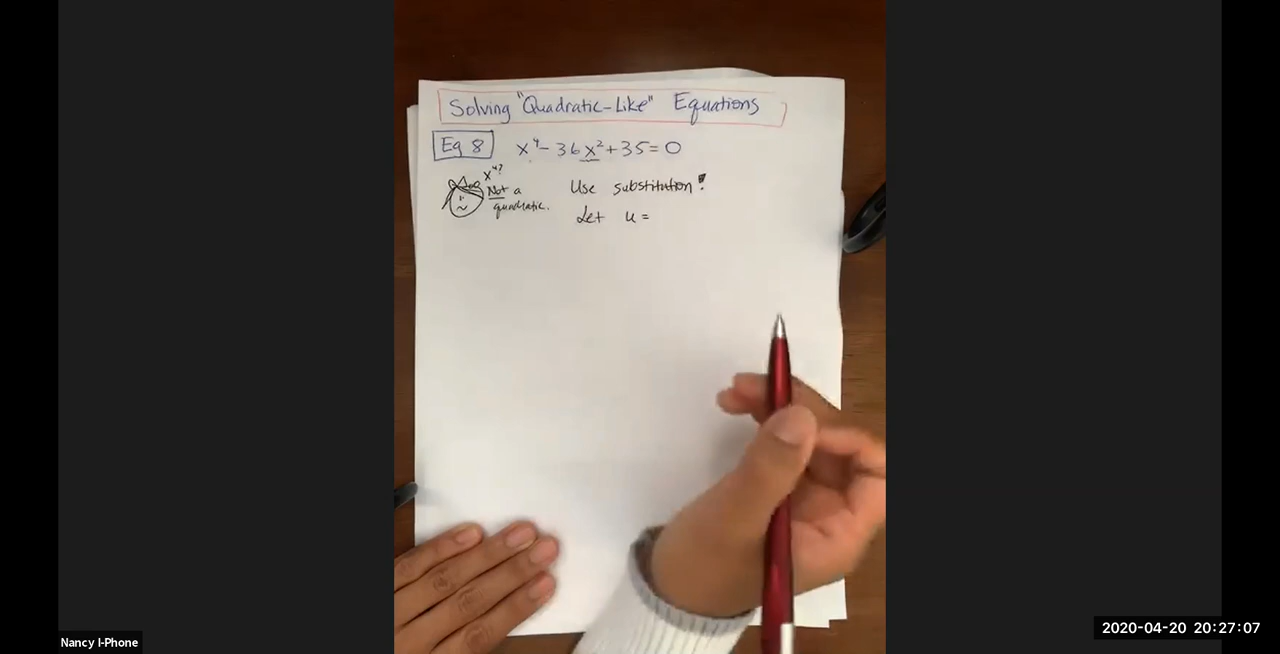 Solving "Quadratic-Like" Equations
Eg 8 x⁴ - 36x² + 35 = 0
x⁴?
Not a
quadratic.
Use substitution!
Let u =
Nancy I-Phone
2020-04-20 20:27:07